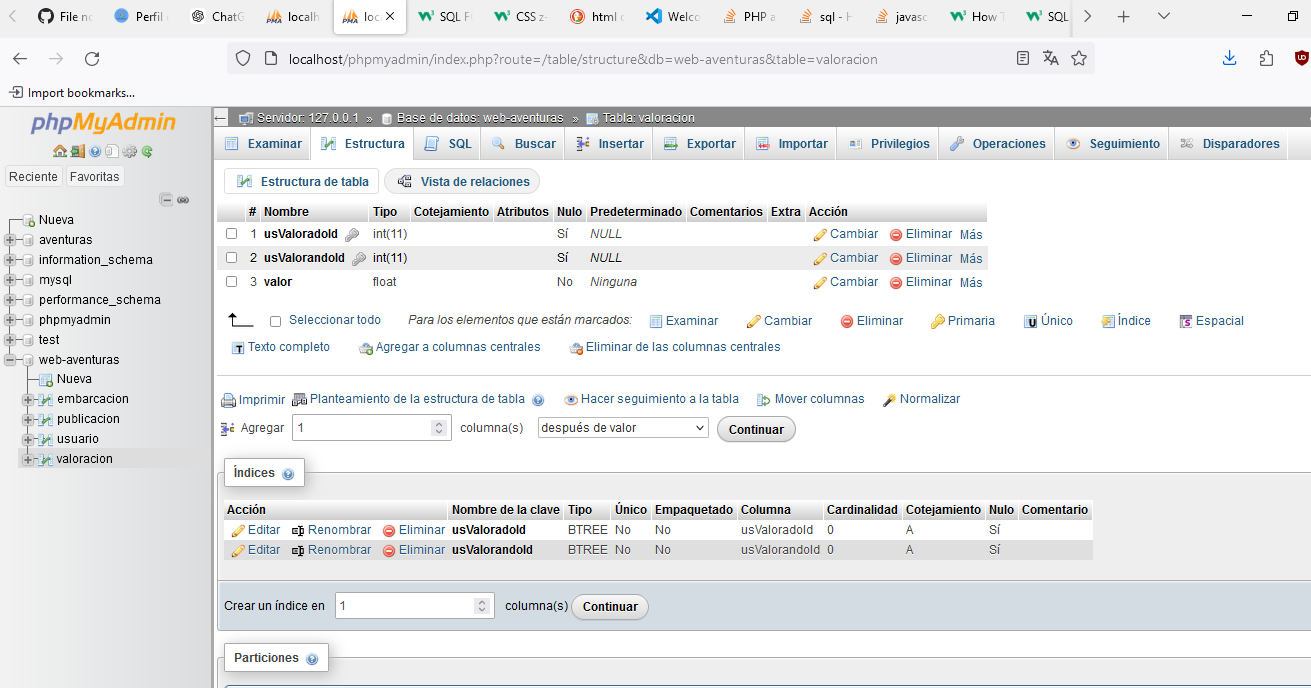 File n
Perfil
ChatG
localh
loc
SQL F
CSS z-
html c
Welco
PHP a
sql - H
javasc
How T
SQL
localhost/phpmyadmin/index.php?route=/table/structure&db=web-aventuras&table=valoracion
Import bookmarks...
phpMyAdmin
Reciente Favoritas
Nueva
aventuras
information_schema
mysql
performance_schema
phpmyadmin
test
web-aventuras
Nueva
embarcacion
publicacion
usuario
valoracion
Servidor: 127.0.0.1 » Base de datos: web-aventuras » Tabla: valoracion
Examinar Estructura SQL Buscar Insertar Exportar Importar Privilegios Operaciones Seguimiento Disparadores
Estructura de tabla Vista de relaciones
# Nombre Tipo Cotejamiento Atributos Nulo Predeterminado Comentarios Extra Acción
1 usValoradoId int(11) Sí NULL Cambiar Eliminar Más
2 usValorandoId int(11) Sí NULL Cambiar Eliminar Más
3 valor float No Ninguna Cambiar Eliminar Más
Seleccionar todo Para los elementos que están marcados: Examinar Cambiar Eliminar Primaria Único Índice Espacial
Texto completo Agregar a columnas centrales Eliminar de las columnas centrales
Imprimir Planteamiento de la estructura de tabla Hacer seguimiento a la tabla Mover columnas Normalizar
Agregar 1 columna(s) después de valor Continuar
Índices
Acción Nombre de la clave Tipo Único Empaquetado Columna Cardinalidad Cotejamiento Nulo Comentario
Editar Renombrar Eliminar usValoradoId BTREE No No usValoradoId 0 A Sí
Editar Renombrar Eliminar usValorandoId BTREE No No usValorandoId 0 A Sí
Crear un índice en 1 columna(s) Continuar
Particiones